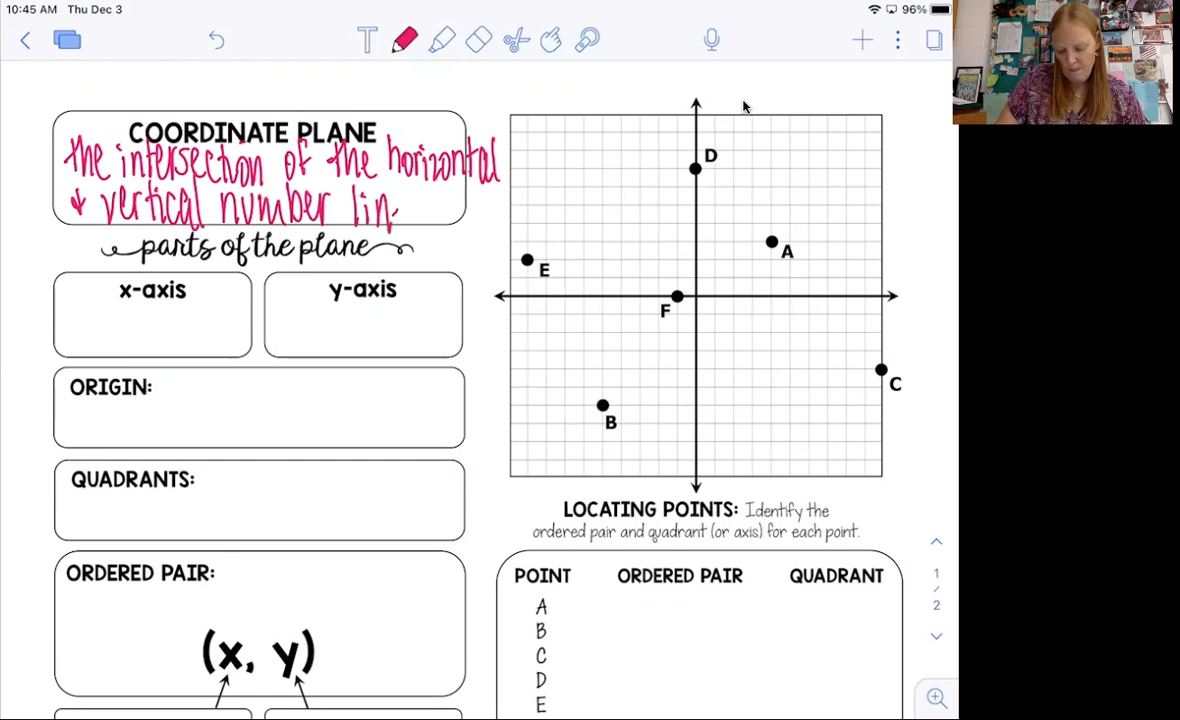 10:45 AM Thu Dec 3
96%
T
COORDINATE PLANE
the intersection of the horizontal
& vertical number lin
parts of the plane
x-axis
y-axis
ORIGIN:
QUADRANTS:
ORDERED PAIR:
(x, y)
D
A
E
F
C
B
LOCATING POINTS: Identify the
ordered pair and quadrant (or axis) for each point.
POINT ORDERED PAIR QUADRANT
A
B
C
D
E
1
/
2